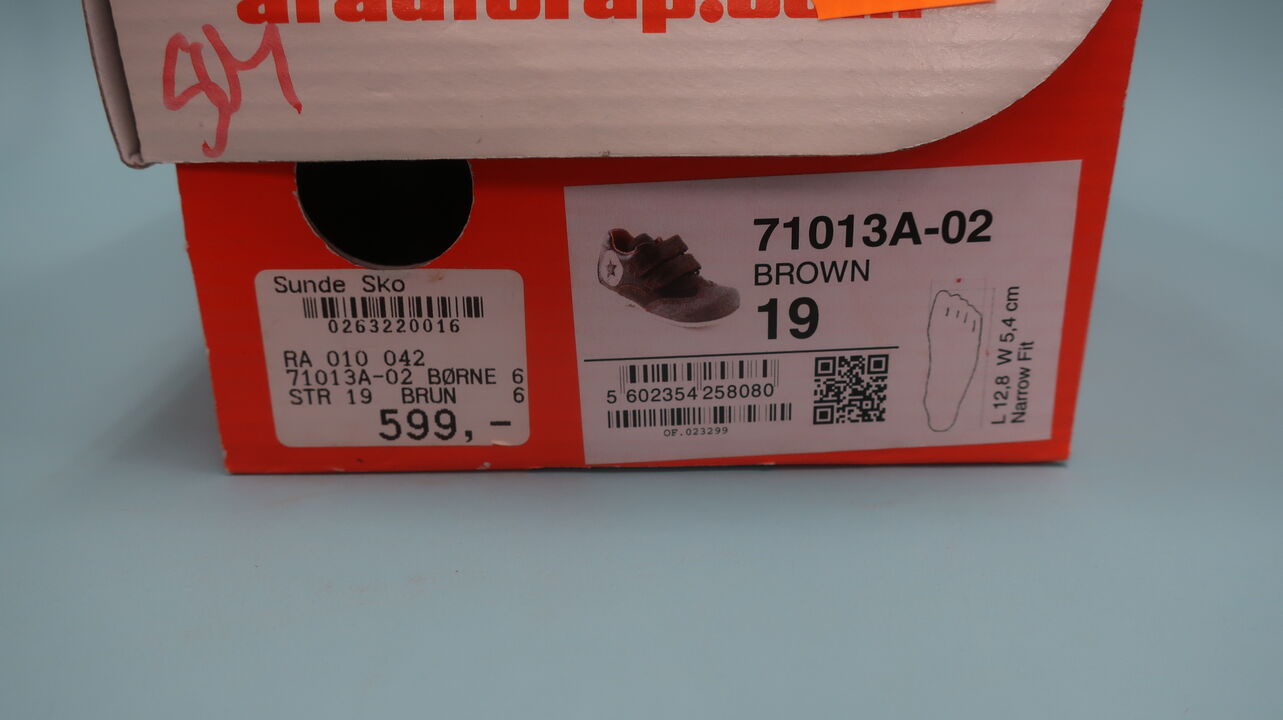 Sunde Sko
0263220016
RA 010 042
71013A-02 BØRNE 6
STR 19 BRUN 6
599,-
71013A-02
BROWN
19
5 602354 258080
OF.023299
L 12,8 W 5,4 cm
Narrow Fit